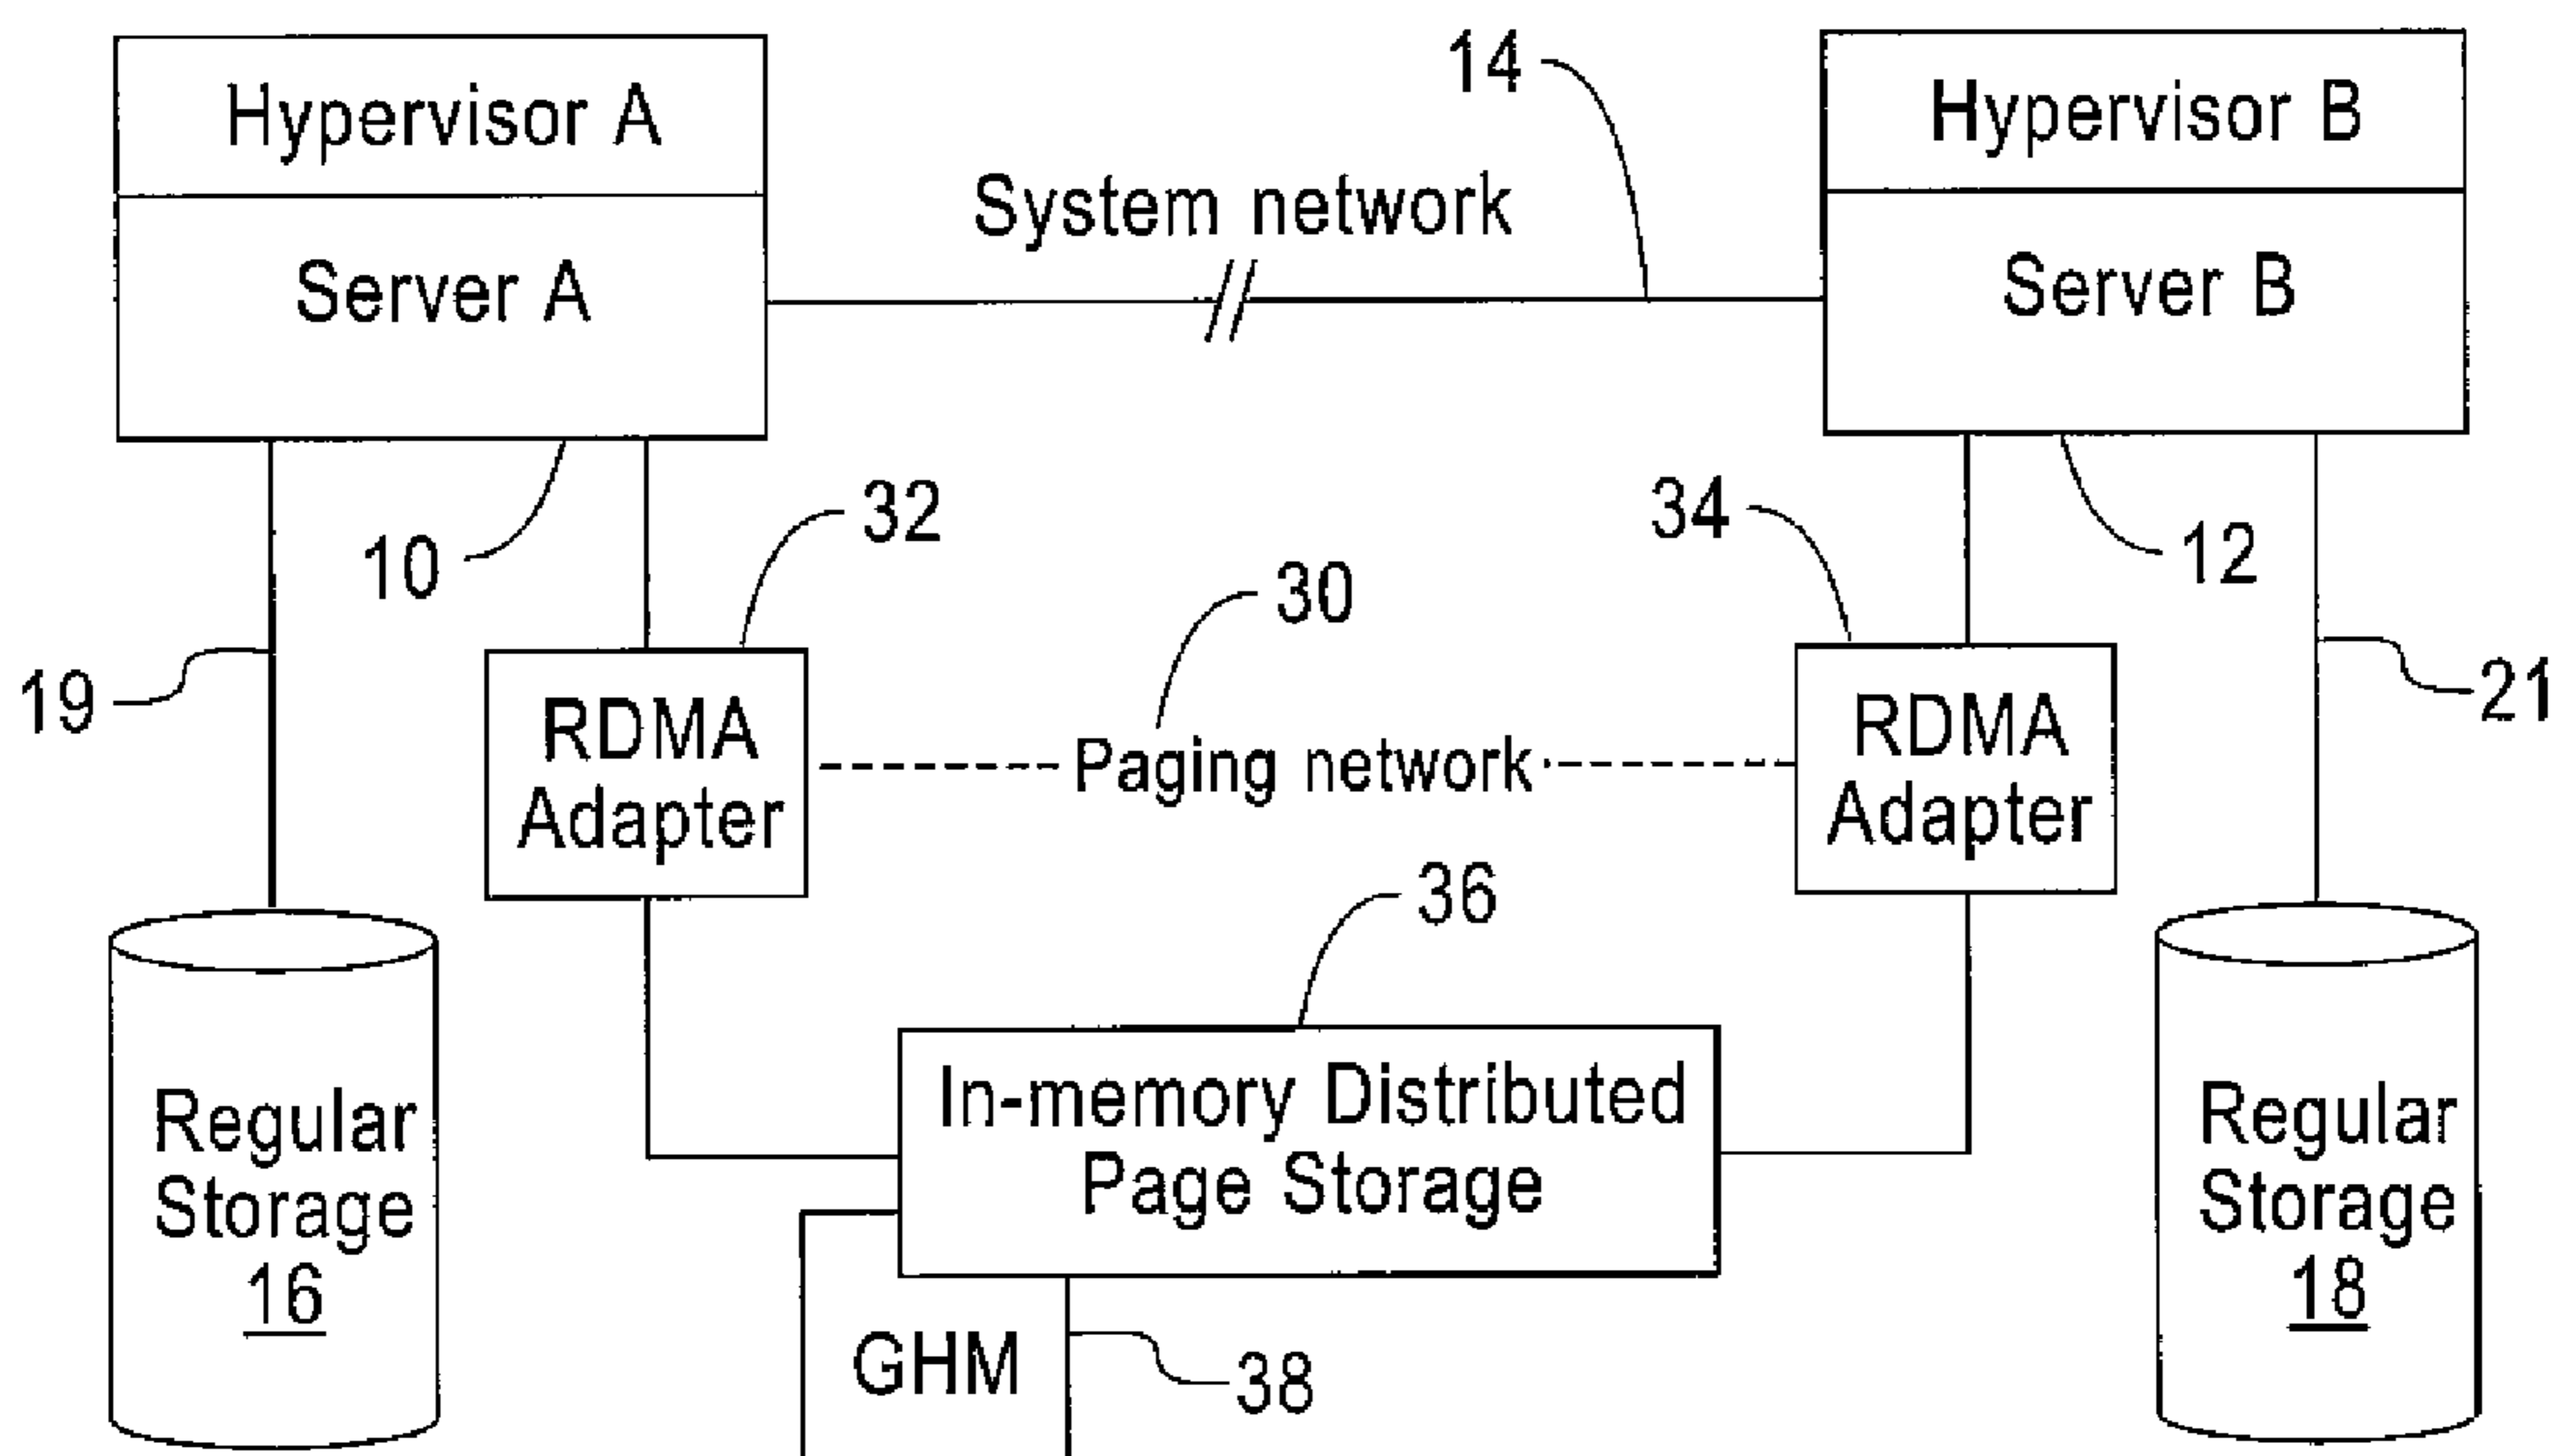 Hypervisor A
Server A
System network
14
Hypervisor B
Server B
10
32
34
12
30
19
21
RDMA
Adapter
Paging network
RDMA
Adapter
36
In-memory Distributed
Page Storage
Regular
Storage
16
Regular
Storage
18
GHM
38